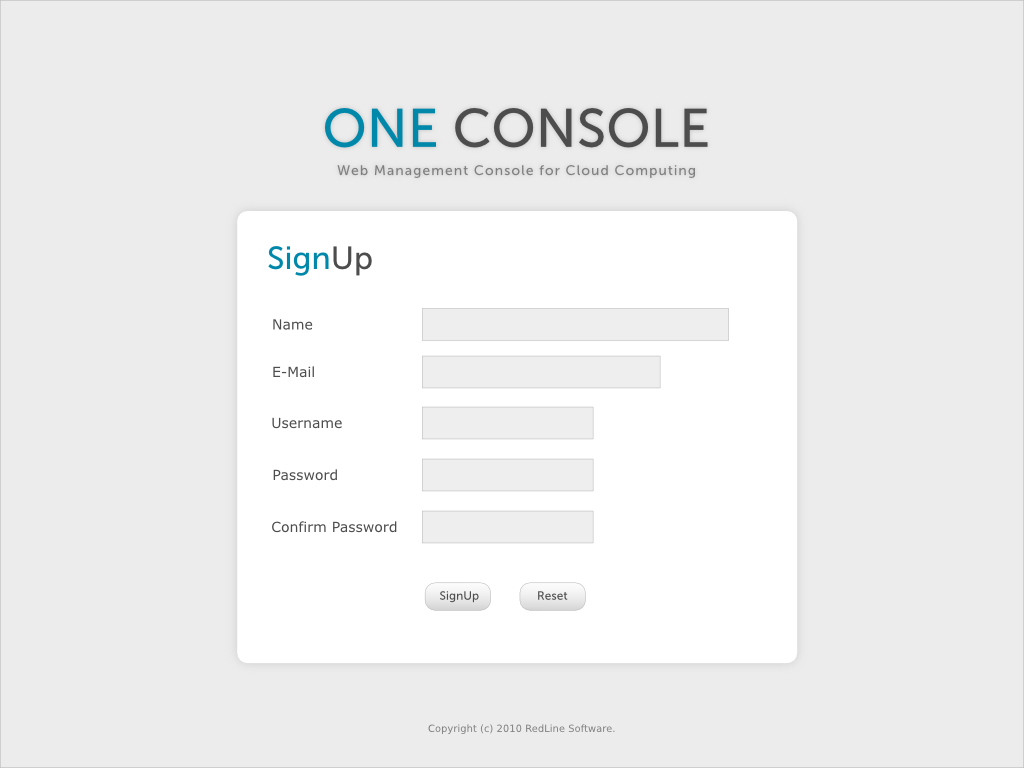 ONE CONSOLE
Web Management Console for Cloud Computing
SignUp
Name
E-Mail
Username
Password
Confirm Password
SignUp Reset
Copyright (c) 2010 RedLine Software.